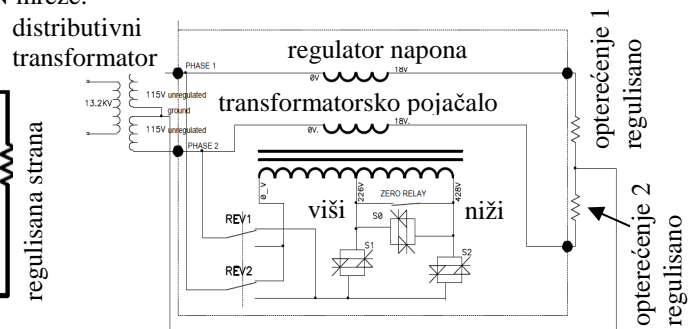 N mreže.
distributivni
transformator
regulator napona
PHASE 1
0V
18V
115V unregulated
13.2KV
ground
115V unregulated
PHASE 2
transformatorsko pojačalo
0V.
18V.
0_V
226V
428V
ZERO RELAY
viši
niži
S0
S1
S2
REV1
REV2
regulisana strana
opterećenje 1
regulisano
opterećenje 2
regulisano